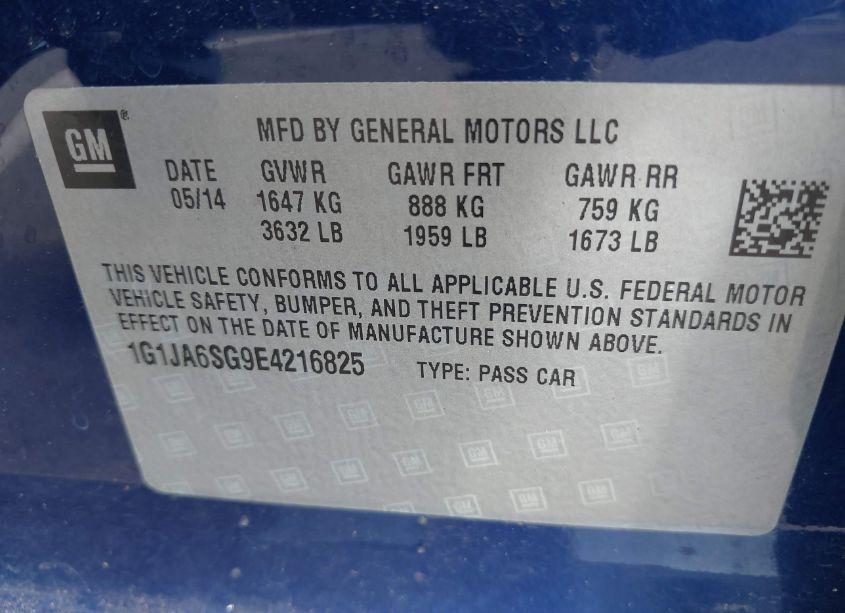 GM ®
MFD BY GENERAL MOTORS LLC
DATE GVWR GAWR FRT GAWR RR
05/14 1647 KG 888 KG 759 KG
3632 LB 1959 LB 1673 LB
THIS VEHICLE CONFORMS TO ALL APPLICABLE U.S. FEDERAL MOTOR
VEHICLE SAFETY, BUMPER, AND THEFT PREVENTION STANDARDS IN
EFFECT ON THE DATE OF MANUFACTURE SHOWN ABOVE.
1G1JA6SG9E4216825 TYPE: PASS CAR